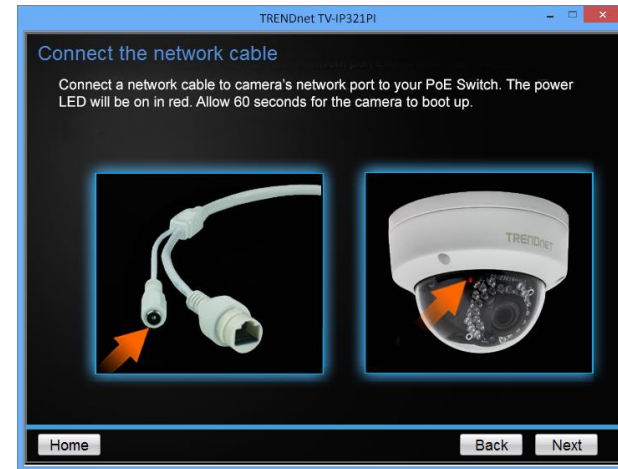 TRENDnet TV-IP321PI
Connect the network cable
Connect a network cable to camera's network port to your PoE Switch. The power
LED will be on in red. Allow 60 seconds for the camera to boot up.
TRENDnet
Home
Back
Next